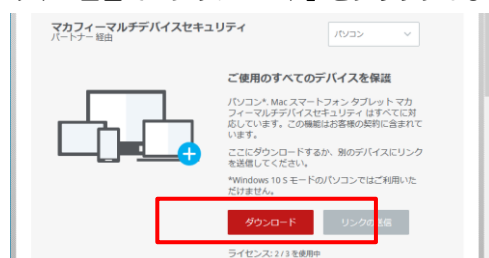 マカフィーマルチデバイスセキュリティ
パートナー 経由
パソコン
ご使用のすべてのデバイスを保護
パソコン*, Mac スマートフォン タブレット マカ
フィーマルチデバイスセキュリティ はすべてに対
応しています。この機能はお客様の契約に含まれて
います。
ここにダウンロードするか、別のデバイスにリンク
を送信してください。
*Windows 10 S モードのパソコンではご利用いた
だけません。
ダウンロード
リンクの送信
ライセンス: 2 / 3 を使用中